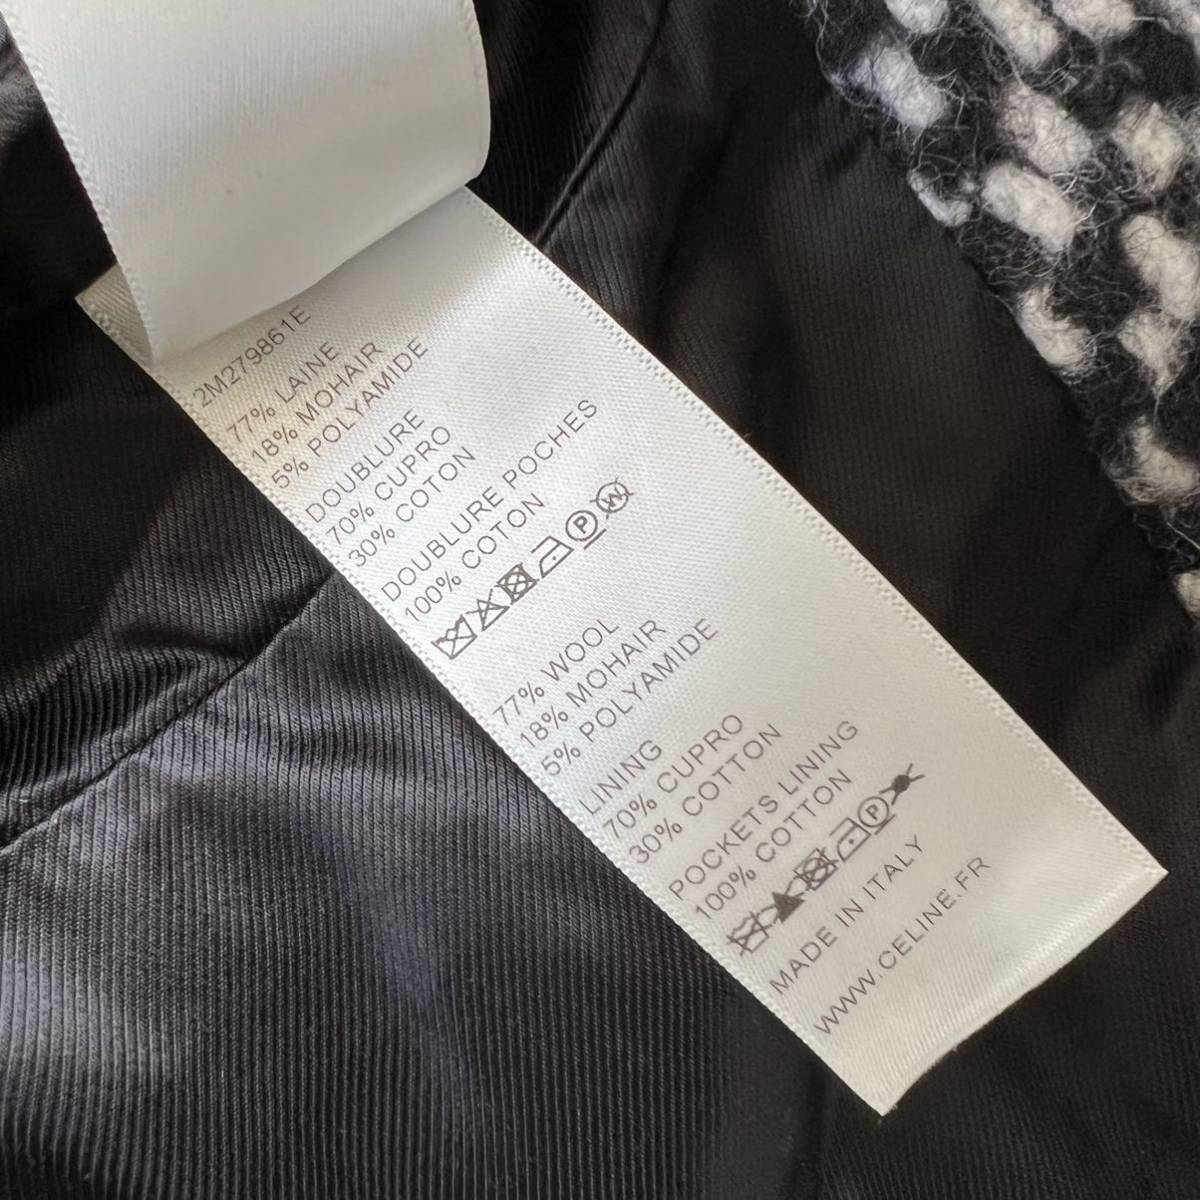 2M279861E
77% LAINE
18% MOHAIR
5% POLYAMIDE
DOUBLURE
70% CUPRO
30% COTON
DOUBLURE POCHES
100% COTON
P W
77% WOOL
18% MOHAIR
5% POLYAMIDE
LINING
70% CUPRO
30% COTTON
POCKETS LINING
100% COTTON
P
MADE IN ITALY
WWW.CELINE.FR